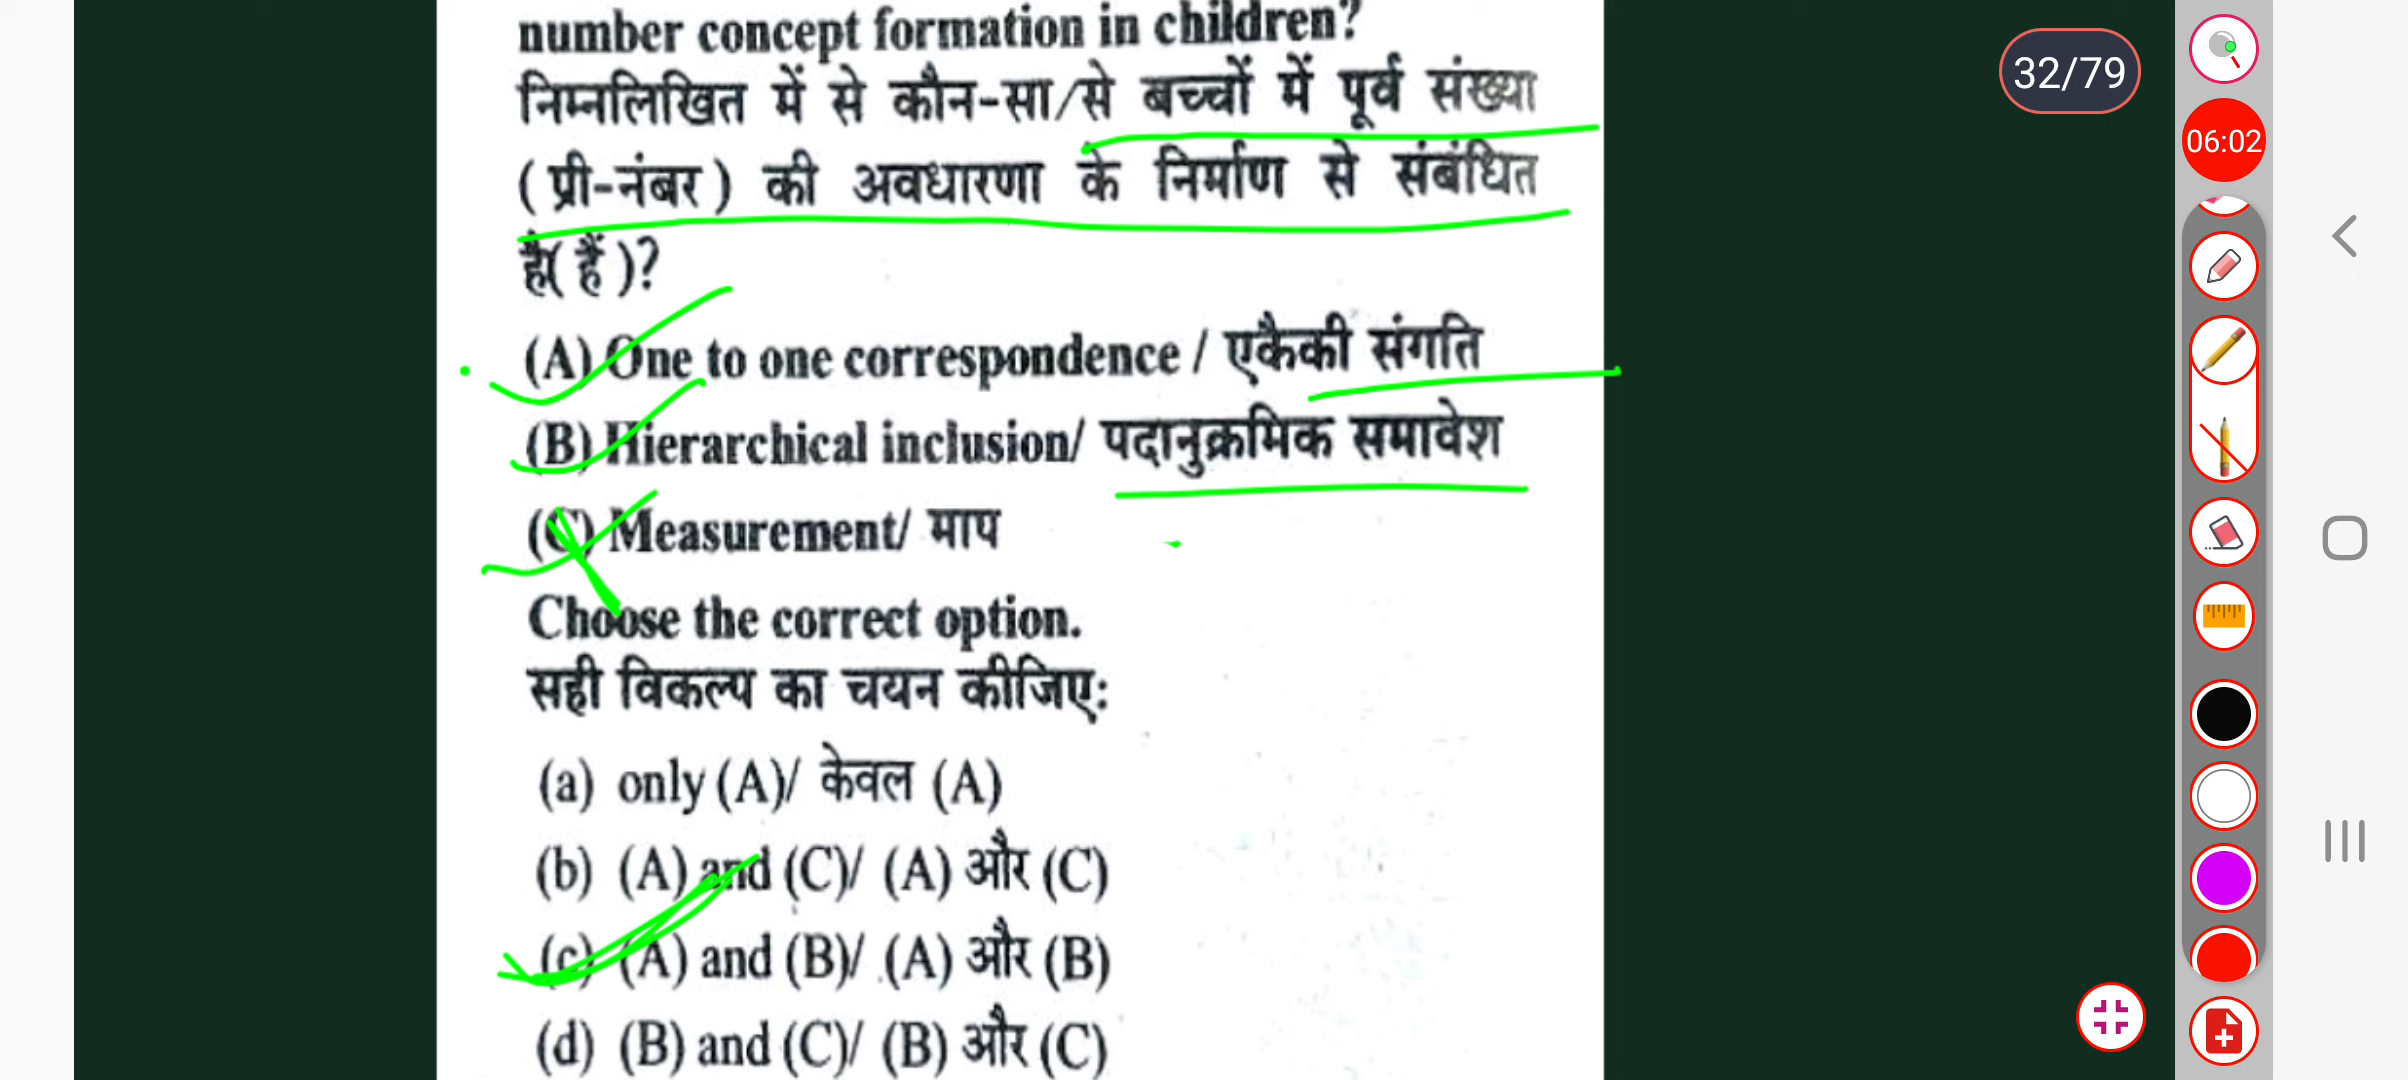 number concept formation in children?
32/79
निम्नलिखित में से कौन-सा/से बच्चों में पूर्व संख्या
06:02
(प्री-नंबर) की अवधारणा के निर्माण से संबंधित
है(हैं)?
(A) One to one correspondence / एकैकी संगति
(B) Hierarchical inclusion/ पदानुक्रमिक समावेश
(C) Measurement/ माप
Choose the correct option.
सही विकल्प का चयन कीजिए:
(a) only (A)/ केवल (A)
(b) (A) and (C)/ (A) और (C)
(c) (A) and (B)/ (A) और (B)
(d) (B) and (C)/ (B) और (C)